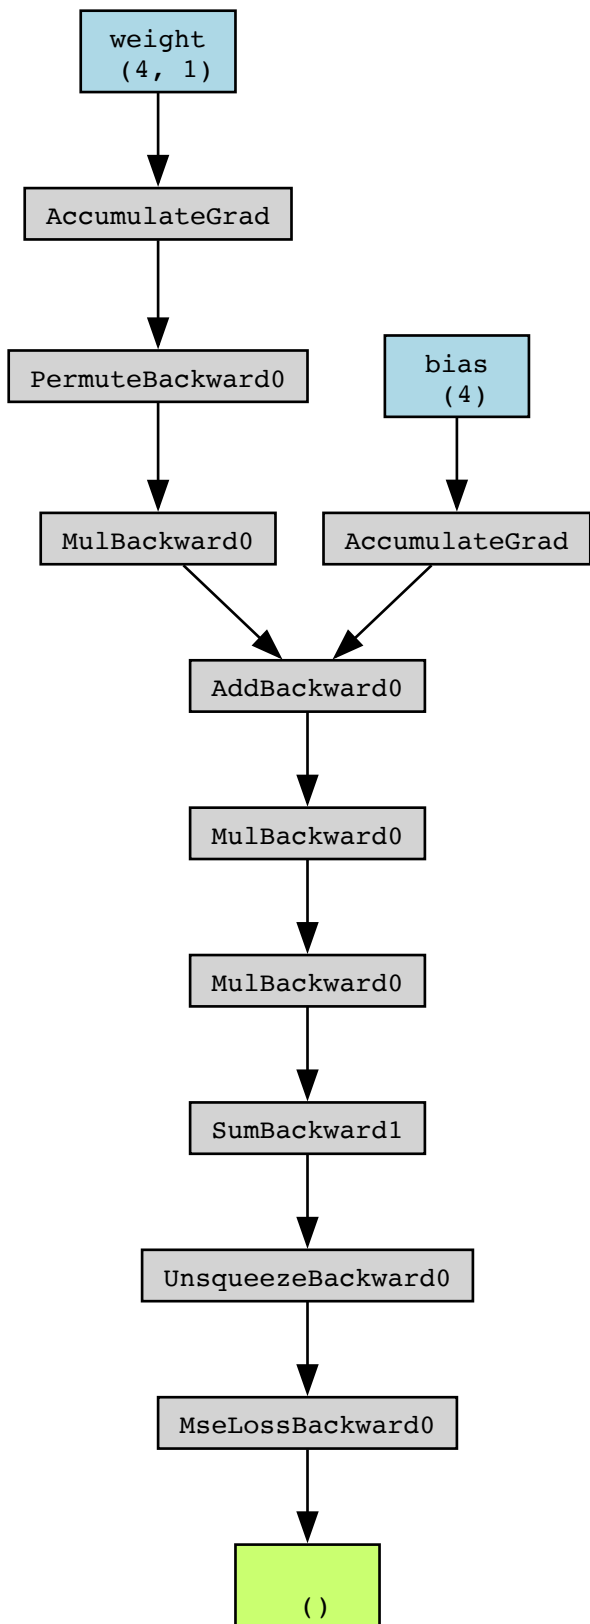 weight
(4, 1)
AccumulateGrad
PermuteBackward0
bias
(4)
MulBackward0
AccumulateGrad
AddBackward0
MulBackward0
MulBackward0
SumBackward1
UnsqueezeBackward0
MseLossBackward0
()